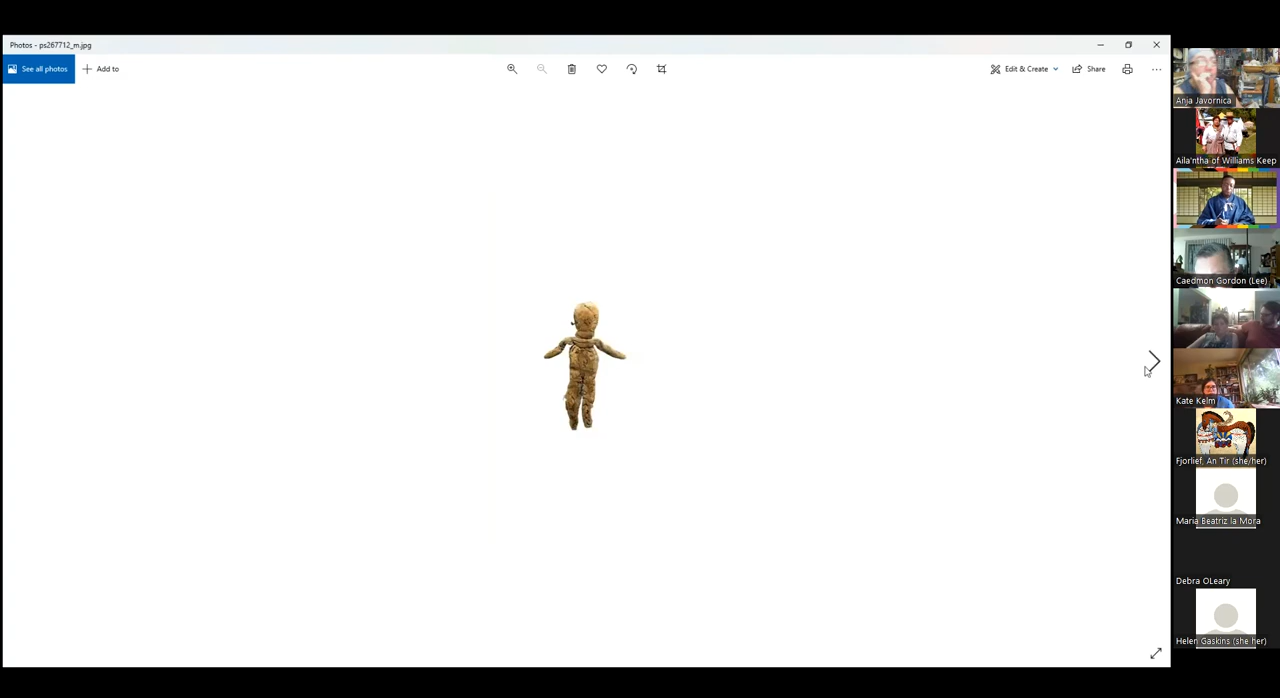 Photos - ps267712_m.jpg
See all photos
Add to
Edit & Create
Share
Anja Javornica
Aila'ntha of Williams Keep
Caedmon Gordon (Lee)
Kate Kelm
Fjorlief, An Tir (she/her)
Maria Beatriz la Mora
Debra OLeary
Helen Gaskins (she her)